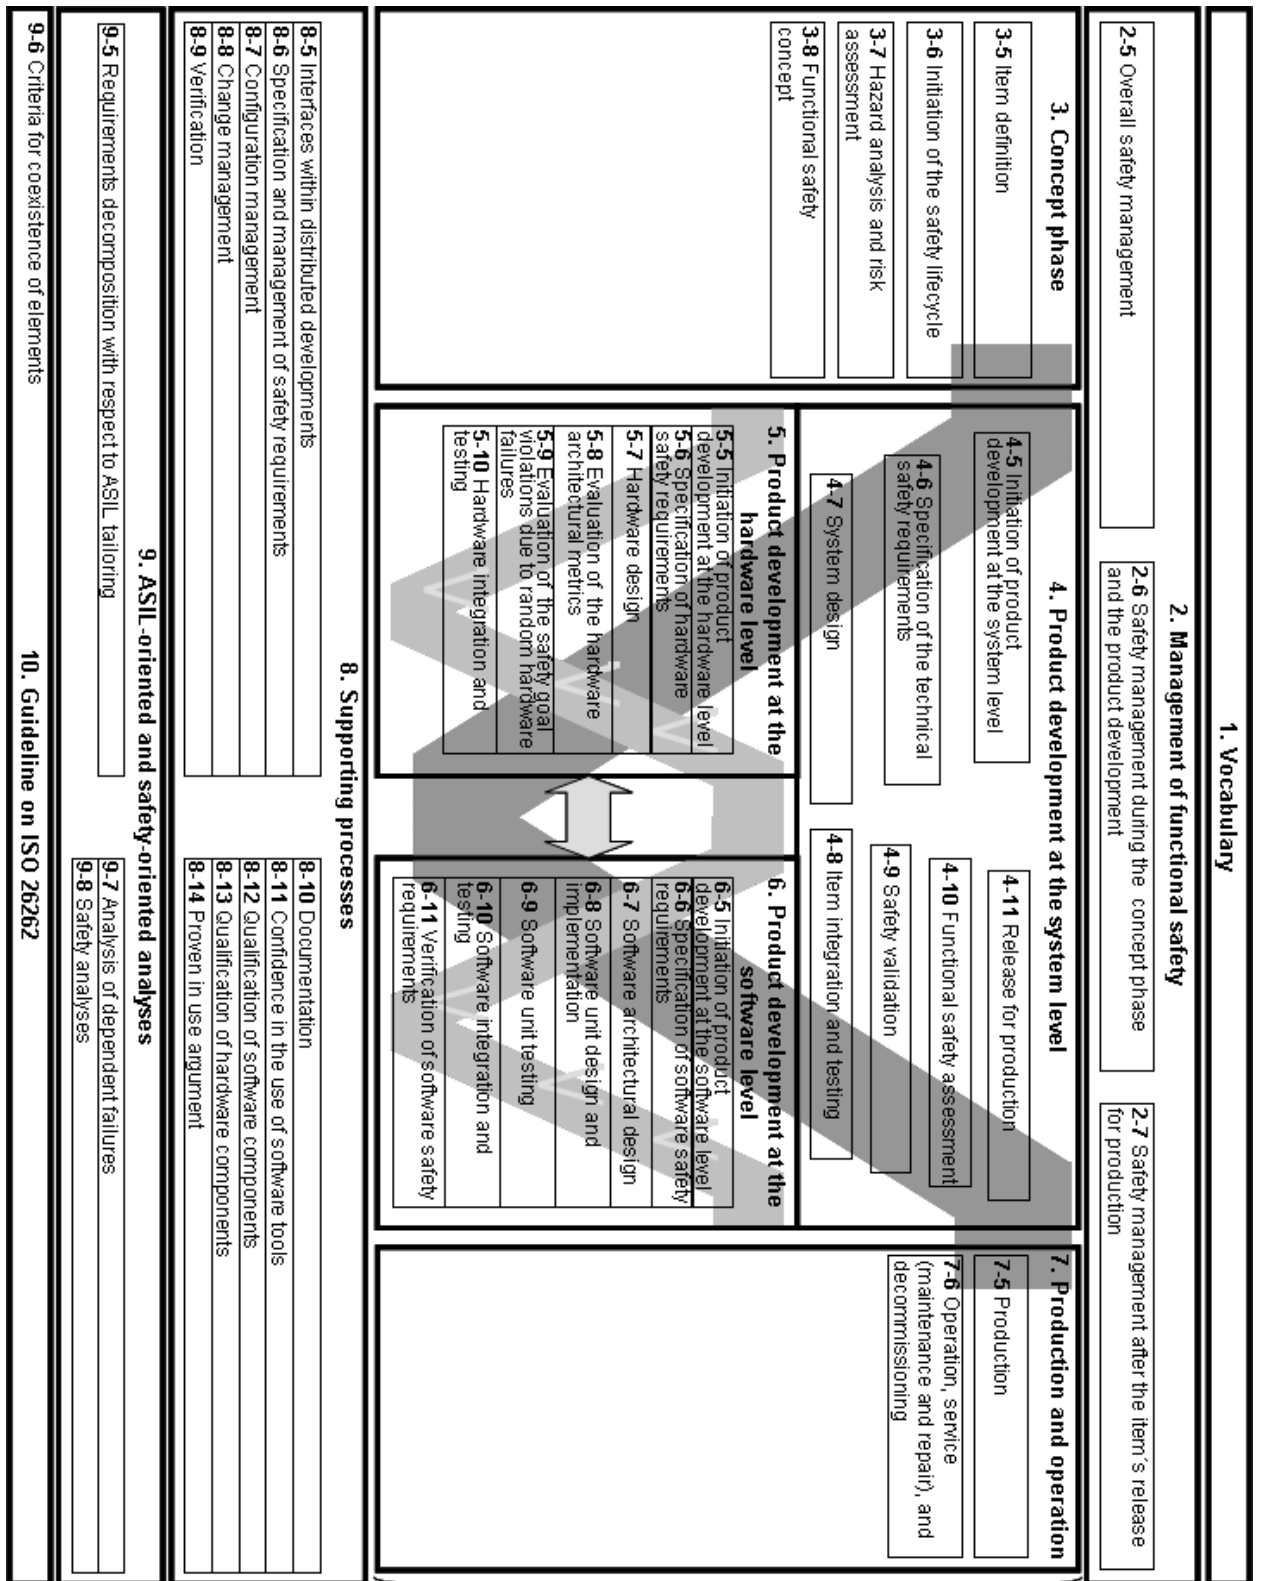 1. Vocabulary
2. Management of functional safety
2-5 Overall safety management
2-6 Safety management during the concept phase
and the product development
2-7 Safety management after the item´s release
for production
3. Concept phase
3-5 Item definition
3-6 Initiation of the safety lifecycle
3-7 Hazard analysis and risk
assessment
3-8 Functional safety
concept
4. Product development at the system level
4-5 Initiation of product
development at the system level
4-6 Specification of the technical
safety requirements
4-7 System design
4-8 Item integration and testing
4-9 Safety validation
4-10 Functional safety assessment
4-11 Release for production
5. Product development at the
hardware level
5-5 Initiation of product
development at the hardware level
5-6 Specification of hardware
safety requirements
5-7 Hardware design
5-8 Evaluation of the hardware
architectural metrics
5-9 Evaluation of the safety goal
violations due to random hardware
failures
5-10 Hardware integration and
testing
6. Product development at the
software level
6-5 Initiation of product
development at the software level
6-6 Specification of software safety
requirements
6-7 Software architectural design
6-8 Software unit design and
implementation
6-9 Software unit testing
6-10 Software integration and
testing
6-11 Verification of software safety
requirements
7. Production and operation
7-5 Production
7-6 Operation, service
(maintenance and repair), and
decommissioning
8. Supporting processes
8-5 Interfaces within distributed developments
8-6 Specification and management of safety requirements
8-7 Configuration management
8-8 Change management
8-9 Verification
8-10 Documentation
8-11 Confidence in the use of software tools
8-12 Qualification of software components
8-13 Qualification of hardware components
8-14 Proven in use argument
9. ASIL-oriented and safety-oriented analyses
9-5 Requirements decomposition with respect to ASIL tailoring
9-6 Criteria for coexistence of elements
9-7 Analysis of dependent failures
9-8 Safety analyses
10. Guideline on ISO 26262